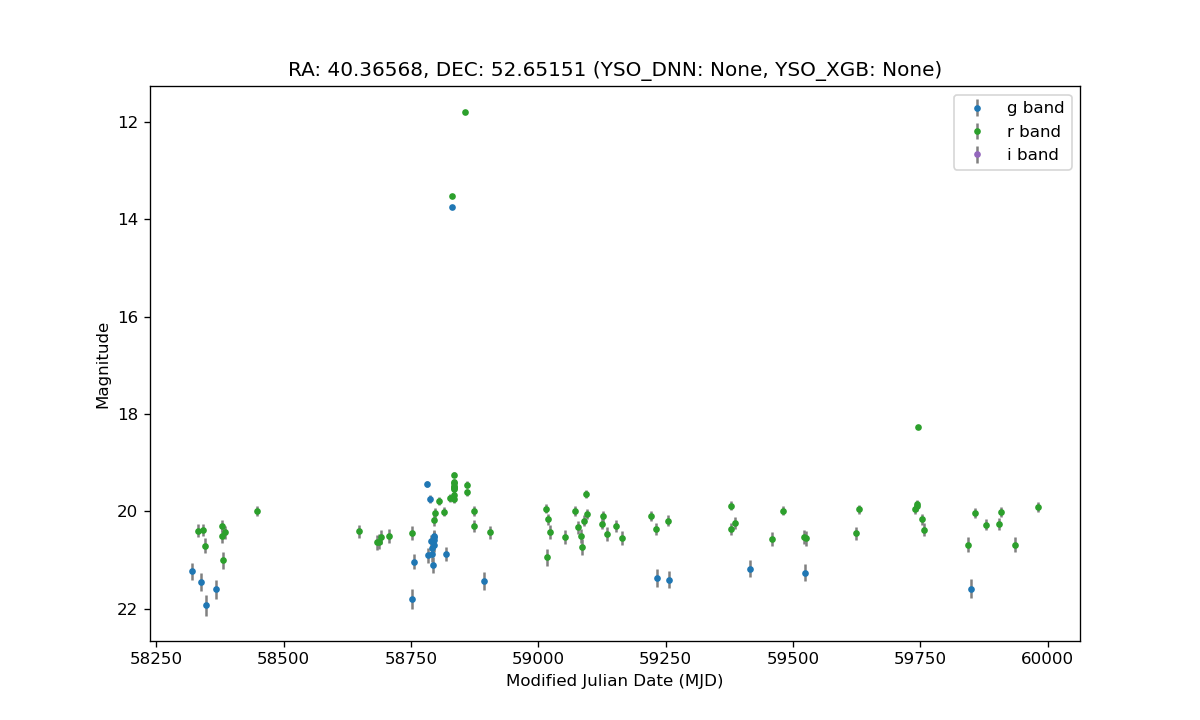 RA: 40.36568, DEC: 52.65151 (YSO_DNN: None, YSO_XGB: None)
g band
r band
i band
12
14
16
18
20
22
Magnitude
58250 58500 58750 59000 59250 59500 59750 60000
Modified Julian Date (MJD)